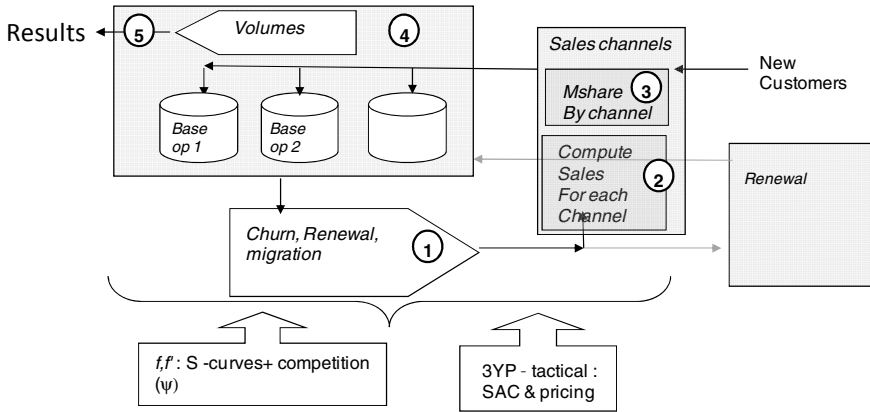 Results
5
Volumes
4
Sales channels
New
Customers
Mshare
By channel
3
Base
op 1
Base
op 2
Compute
Sales
For each
Channel
2
Renewal
Churn, Renewal,
migration
1
f,f' : S -curves+ competition
(ψ)
3YP - tactical :
SAC & pricing